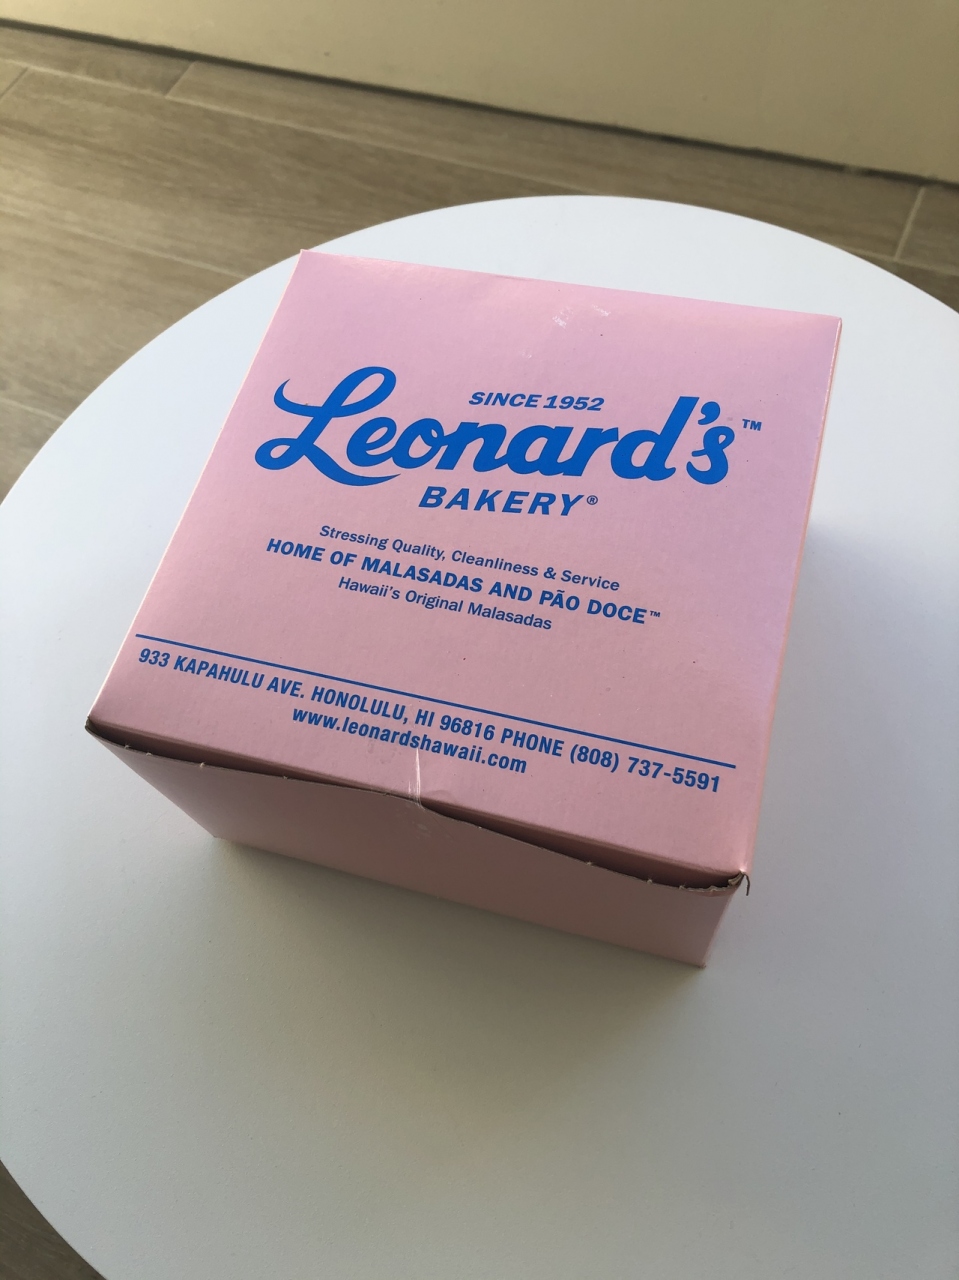 SINCE 1952
Leonard's™
BAKERY®
Stressing Quality, Cleanliness & Service
HOME OF MALASADAS AND PÃO DOCE™
Hawaii's Original Malasadas
933 KAPAHULU AVE. HONOLULU, HI 96816 PHONE (808) 737-5591
www.leonardshawaii.com